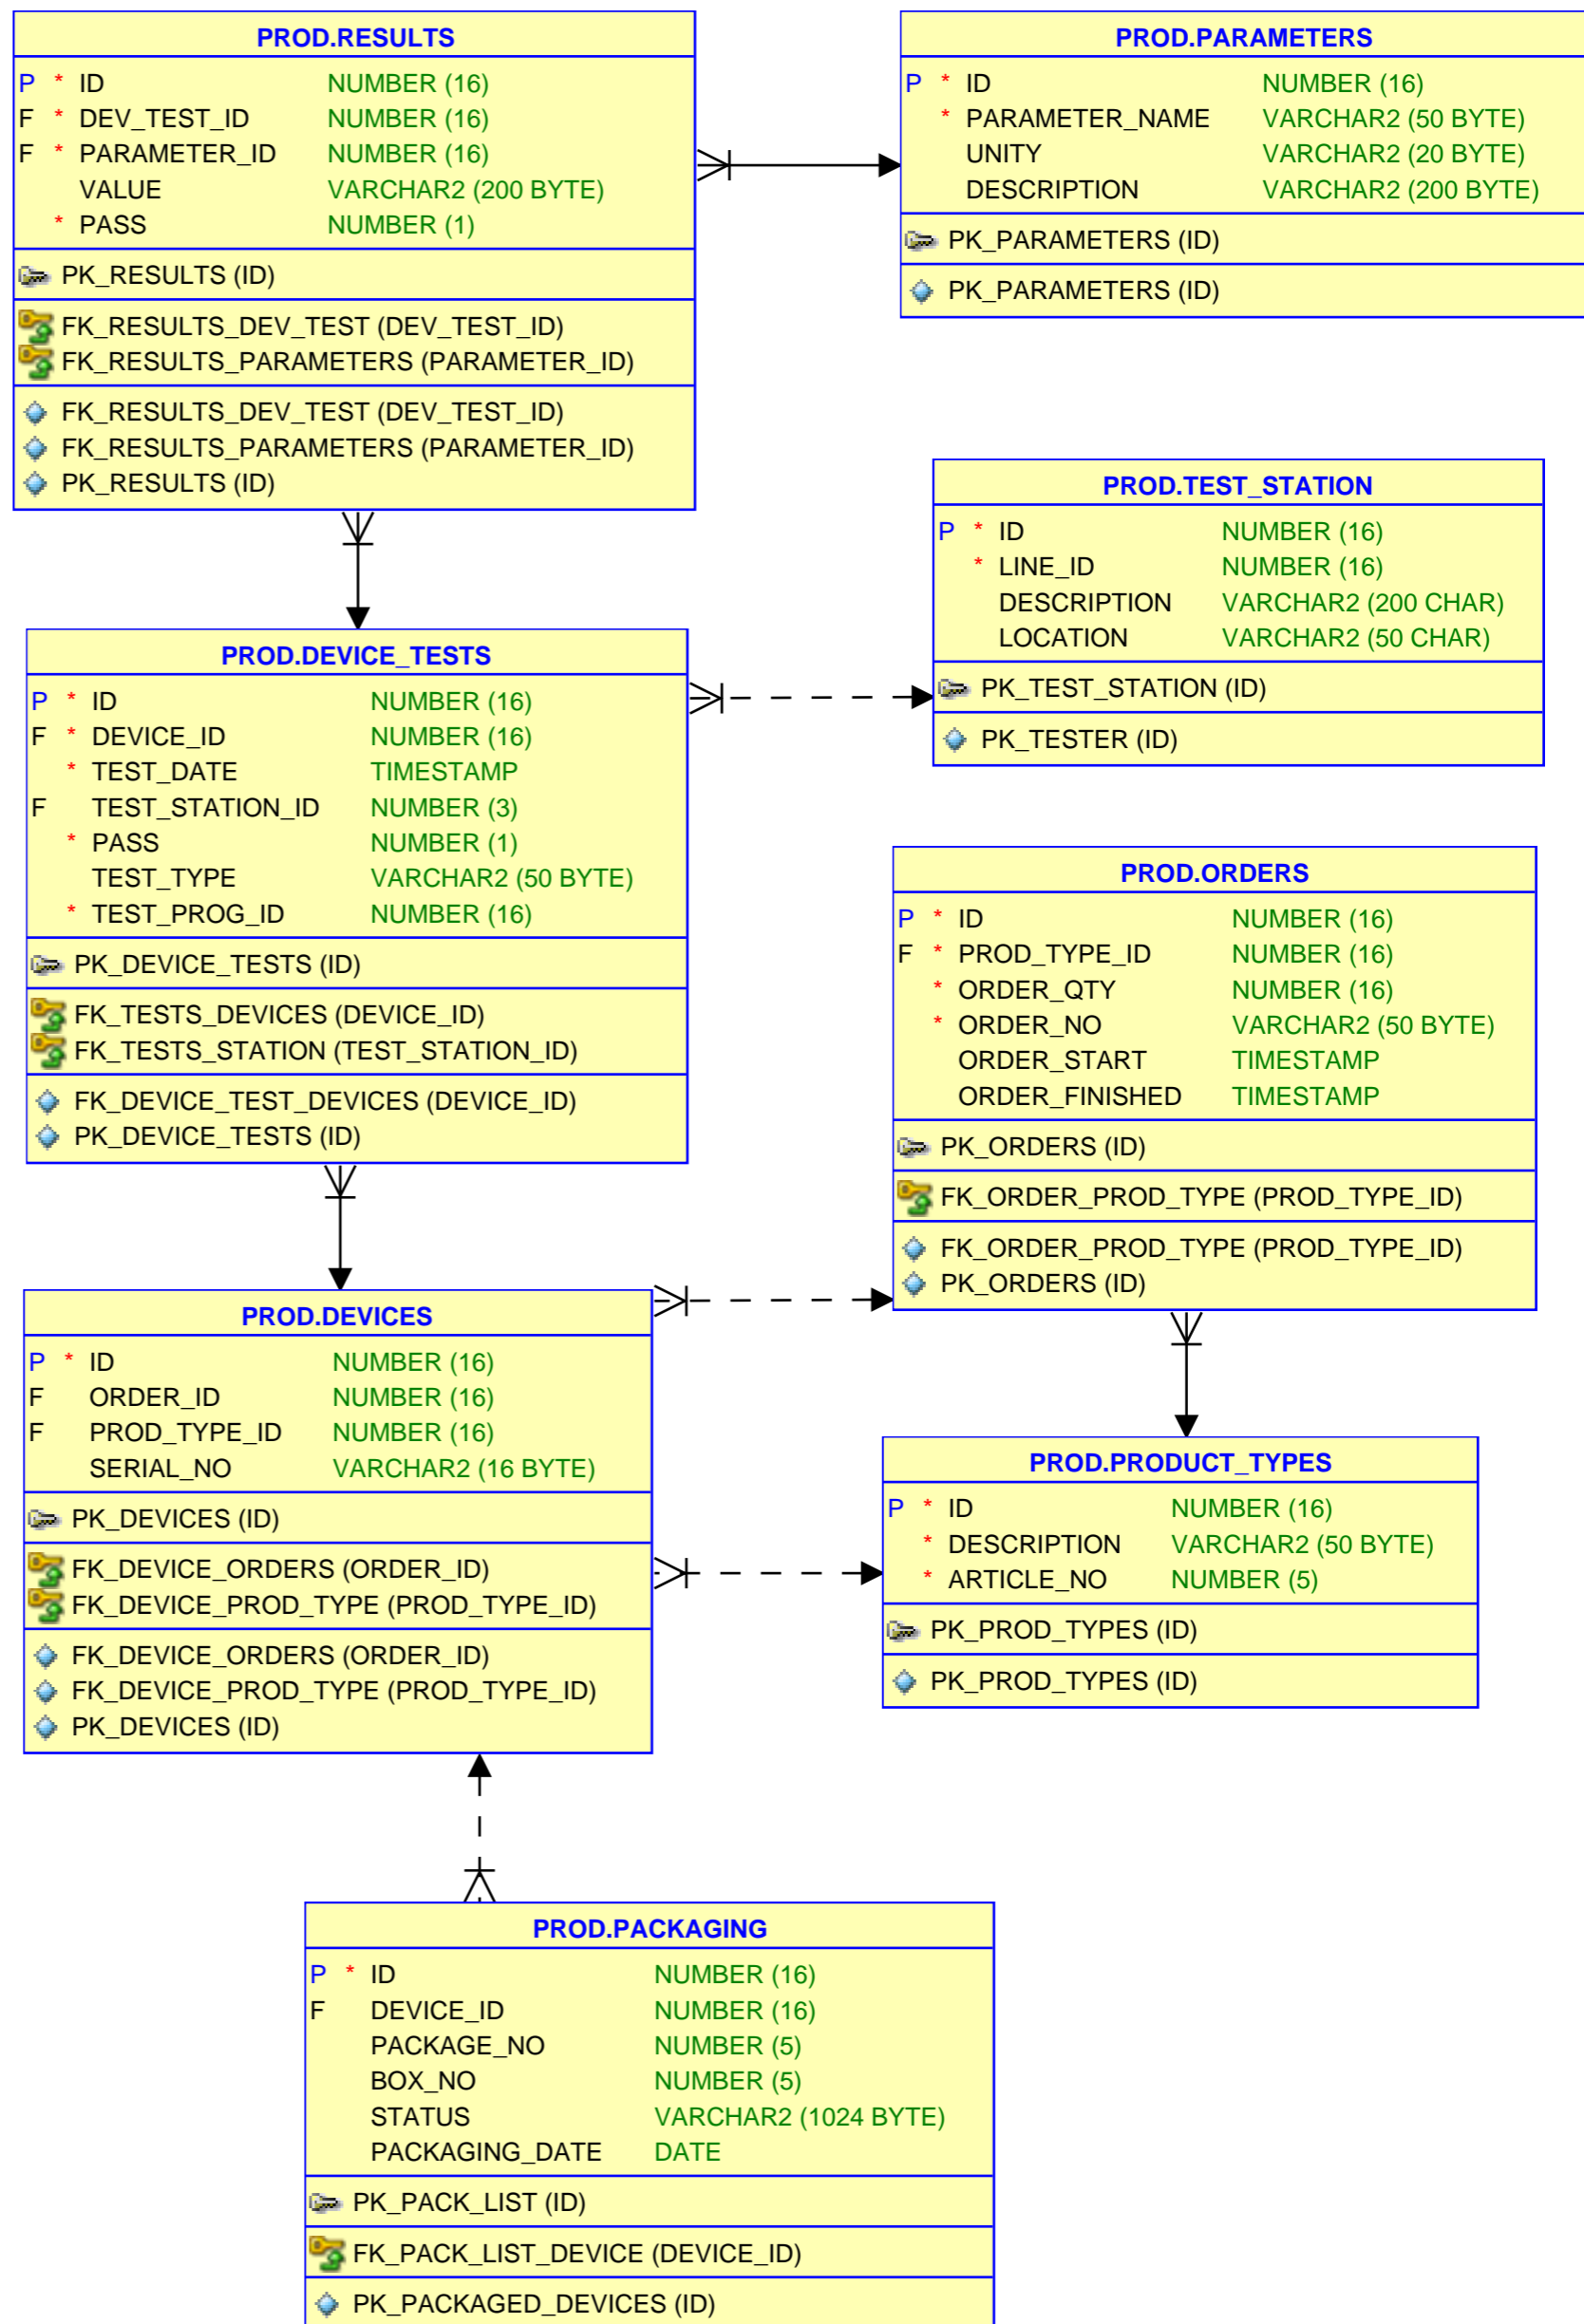 PROD.RESULTS
P * ID NUMBER (16)
F * DEV_TEST_ID NUMBER (16)
F * PARAMETER_ID NUMBER (16)
VALUE VARCHAR2 (200 BYTE)
* PASS NUMBER (1)
PK_RESULTS (ID)
FK_RESULTS_DEV_TEST (DEV_TEST_ID)
FK_RESULTS_PARAMETERS (PARAMETER_ID)
FK_RESULTS_DEV_TEST (DEV_TEST_ID)
FK_RESULTS_PARAMETERS (PARAMETER_ID)
PK_RESULTS (ID)
PROD.PARAMETERS
P * ID NUMBER (16)
* PARAMETER_NAME VARCHAR2 (50 BYTE)
UNITY VARCHAR2 (20 BYTE)
DESCRIPTION VARCHAR2 (200 BYTE)
PK_PARAMETERS (ID)
PK_PARAMETERS (ID)
PROD.TEST_STATION
P * ID NUMBER (16)
* LINE_ID NUMBER (16)
DESCRIPTION VARCHAR2 (200 CHAR)
LOCATION VARCHAR2 (50 CHAR)
PK_TEST_STATION (ID)
PK_TESTER (ID)
PROD.DEVICE_TESTS
P * ID NUMBER (16)
F * DEVICE_ID NUMBER (16)
* TEST_DATE TIMESTAMP
F TEST_STATION_ID NUMBER (3)
* PASS NUMBER (1)
TEST_TYPE VARCHAR2 (50 BYTE)
* TEST_PROG_ID NUMBER (16)
PK_DEVICE_TESTS (ID)
FK_TESTS_DEVICES (DEVICE_ID)
FK_TESTS_STATION (TEST_STATION_ID)
FK_DEVICE_TEST_DEVICES (DEVICE_ID)
PK_DEVICE_TESTS (ID)
PROD.ORDERS
P * ID NUMBER (16)
F * PROD_TYPE_ID NUMBER (16)
* ORDER_QTY NUMBER (16)
* ORDER_NO VARCHAR2 (50 BYTE)
ORDER_START TIMESTAMP
ORDER_FINISHED TIMESTAMP
PK_ORDERS (ID)
FK_ORDER_PROD_TYPE (PROD_TYPE_ID)
FK_ORDER_PROD_TYPE (PROD_TYPE_ID)
PK_ORDERS (ID)
PROD.DEVICES
P * ID NUMBER (16)
F ORDER_ID NUMBER (16)
F PROD_TYPE_ID NUMBER (16)
SERIAL_NO VARCHAR2 (16 BYTE)
PK_DEVICES (ID)
FK_DEVICE_ORDERS (ORDER_ID)
FK_DEVICE_PROD_TYPE (PROD_TYPE_ID)
FK_DEVICE_ORDERS (ORDER_ID)
FK_DEVICE_PROD_TYPE (PROD_TYPE_ID)
PK_DEVICES (ID)
PROD.PRODUCT_TYPES
P * ID NUMBER (16)
* DESCRIPTION VARCHAR2 (50 BYTE)
* ARTICLE_NO NUMBER (5)
PK_PROD_TYPES (ID)
PK_PROD_TYPES (ID)
PROD.PACKAGING
P * ID NUMBER (16)
F DEVICE_ID NUMBER (16)
PACKAGE_NO NUMBER (5)
BOX_NO NUMBER (5)
STATUS VARCHAR2 (1024 BYTE)
PACKAGING_DATE DATE
PK_PACK_LIST (ID)
FK_PACK_LIST_DEVICE (DEVICE_ID)
PK_PACKAGED_DEVICES (ID)